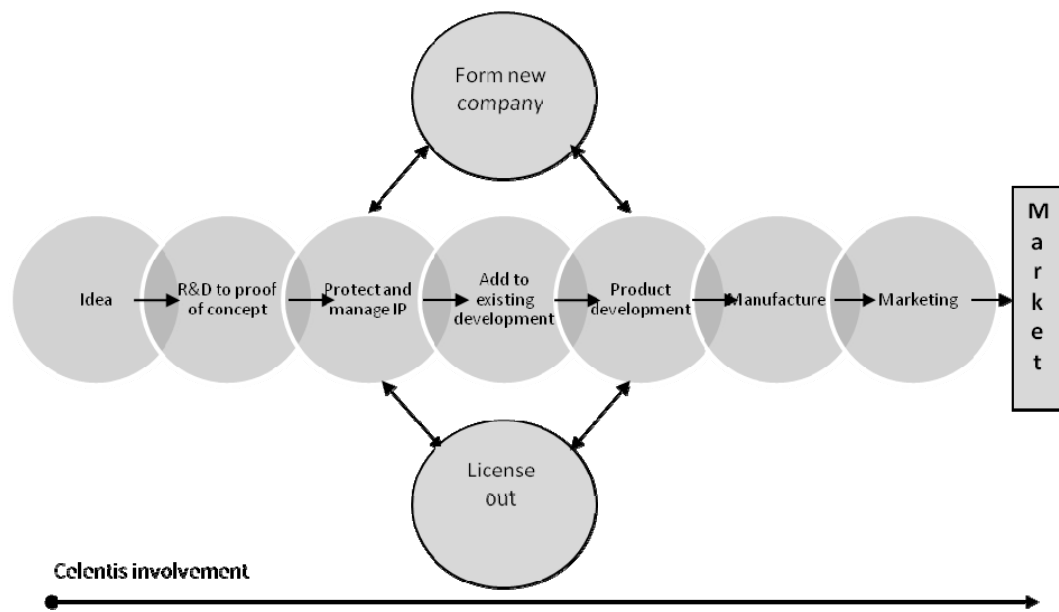 Form new
company
Idea
R&D to proof
of concept
Protect and
manage IP
Add to
existing
development
Product
development
Manufacture
Marketing
M
a
r
k
e
t
License
out
Celentis involvement